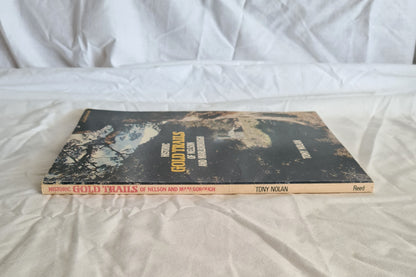 HISTORIC
GOLD TRAILS
OF NELSON
AND MARLBOROUGH
TONY NOLAN
HISTORIC GOLD TRAILS OF NELSON AND MARLBOROUGH TONY NOLAN Reed